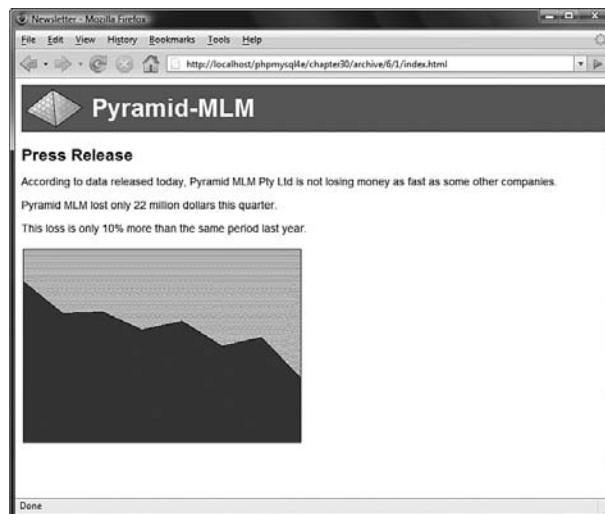 Newsletter - Mozilla Firefox
File Edit View History Bookmarks Tools Help
http://localhost/phpmysql4e/chapter30/archive/6/1/index.html
Pyramid-MLM
Press Release
According to data released today, Pyramid MLM Pty Ltd is not losing money as fast as some other companies.
Pyramid MLM lost only 22 million dollars this quarter.
This loss is only 10% more than the same period last year.
Done